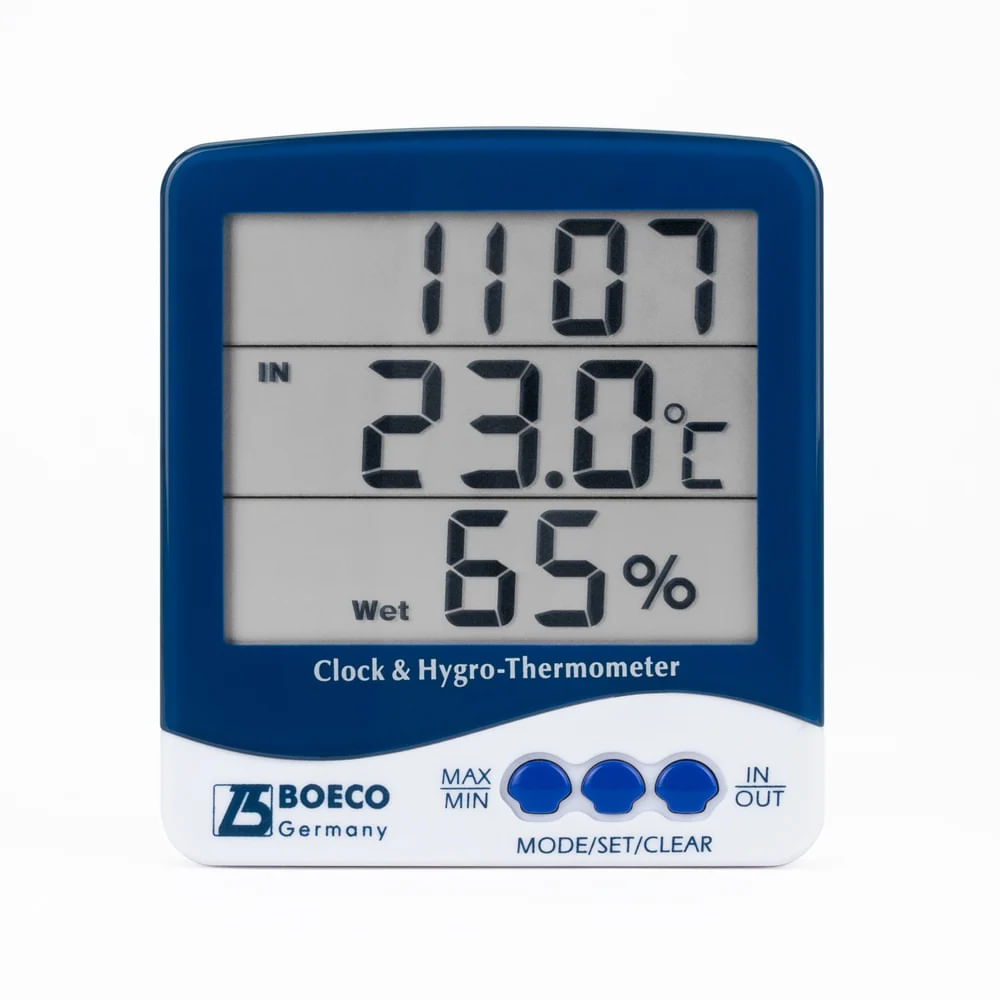 1107
IN 23.0 °C
Wet 65 %
Clock & Hygro-Thermometer
BOECO
Germany
MAX
MIN
IN
OUT
MODE/SET/CLEAR